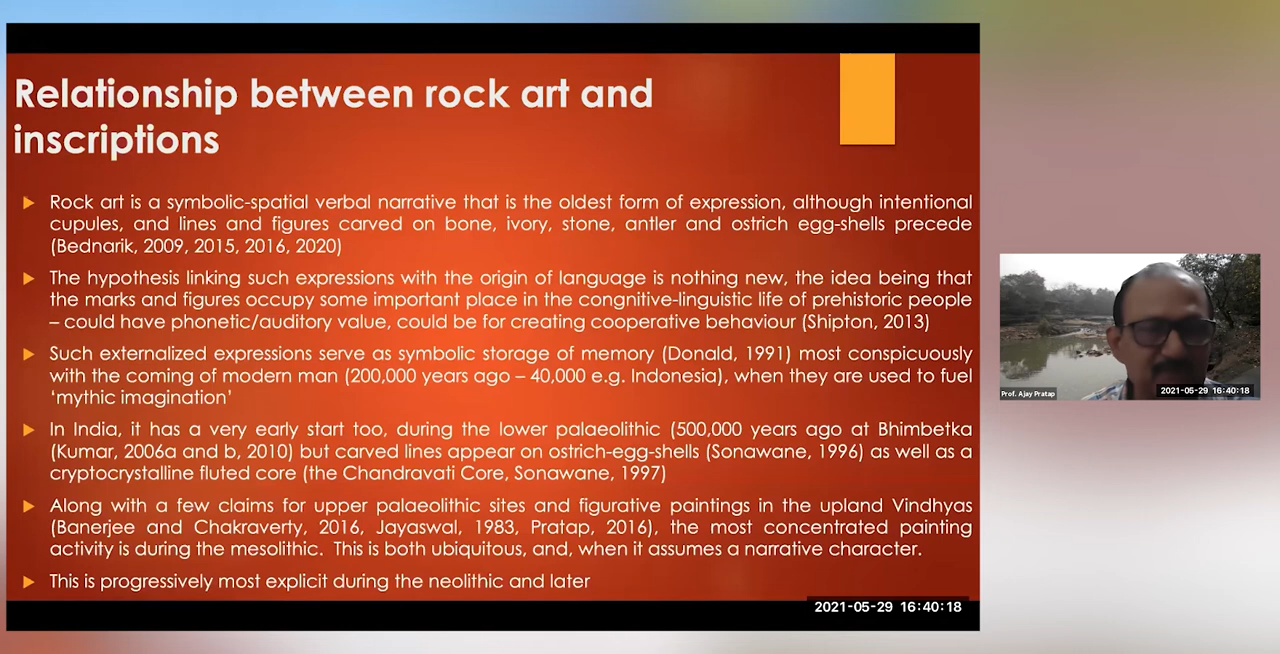 Relationship between rock art and
inscriptions
Rock art is a symbolic-spatial verbal narrative that is the oldest form of expression, although intentional
cupules, and lines and figures carved on bone, ivory, stone, antler and ostrich egg-shells precede
(Bednarik, 2009, 2015, 2016, 2020)
The hypothesis linking such expressions with the origin of language is nothing new, the idea being that
the marks and figures occupy some important place in the congnitive-linguistic life of prehistoric people
– could have phonetic/auditory value, could be for creating cooperative behaviour (Shipton, 2013)
Such externalized expressions serve as symbolic storage of memory (Donald, 1991) most conspicuously
with the coming of modern man (200,000 years ago – 40,000 e.g. Indonesia), when they are used to fuel
‘mythic imagination’
In India, it has a very early start too, during the lower palaeolithic (500,000 years ago at Bhimbetka
(Kumar, 2006a and b, 2010) but carved lines appear on ostrich-egg-shells (Sonawane, 1996) as well as a
cryptocrystalline fluted core (the Chandravati Core, Sonawane, 1997)
Along with a few claims for upper palaeolithic sites and figurative paintings in the upland Vindhyas
(Banerjee and Chakraverty, 2016, Jayaswal, 1983, Pratap, 2016), the most concentrated painting
activity is during the mesolithic. This is both ubiquitous, and, when it assumes a narrative character.
This is progressively most explicit during the neolithic and later
2021-05-29 16:40:18
Prof. Ajay Pratap
2021-05-29 16:40:18